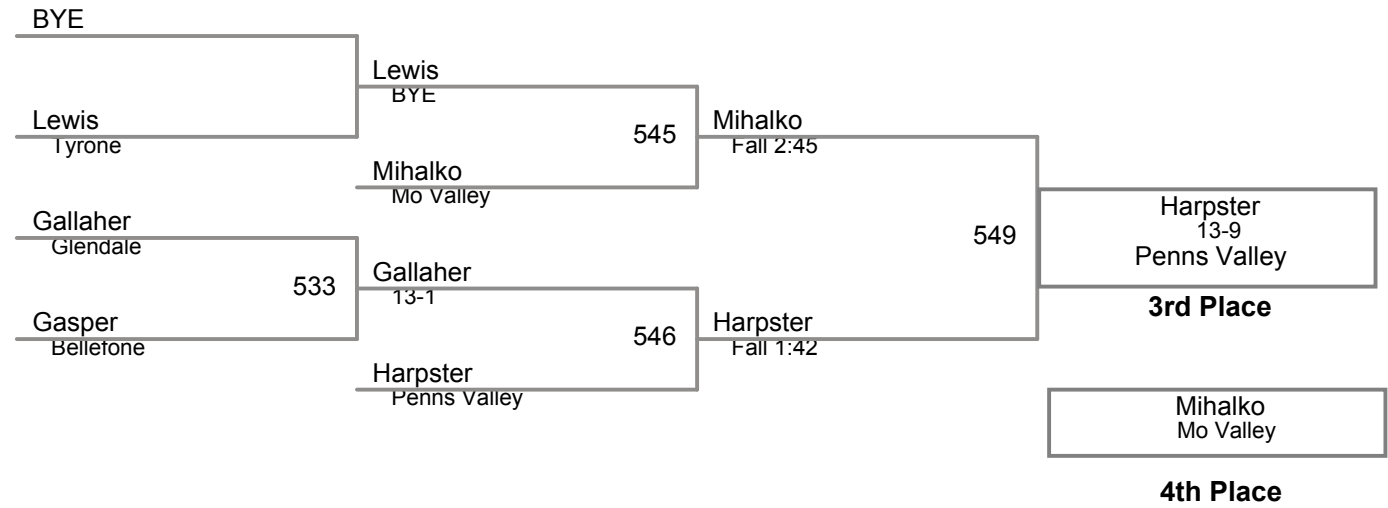 BYE
Lewis
BYE
Lewis
Tyrone
545
Mihalko
Fall 2:45
Mihalko
Mo Valley
Gallaher
Glendale
549
Harpster
13-9
Penns Valley
3rd Place
533
Gallaher
13-1
Gasper
Bellefone
546
Harpster
Fall 1:42
Harpster
Penns Valley
Mihalko
Mo Valley
4th Place